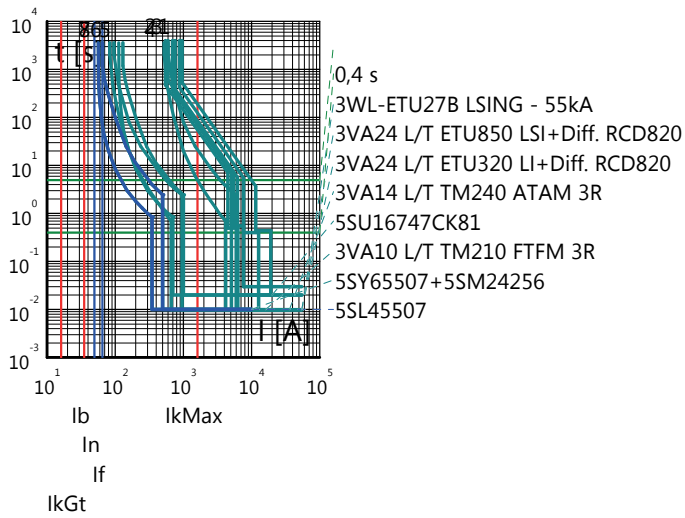 10 4
10 3
10 2
10 1
10 0
10 -1
10 -2
10 -3
t [s]
I [A]
0,4 s
3WL-ETU27B LSING - 55kA
3VA24 L/T ETU850 LSI+Diff. RCD820
3VA24 L/T ETU320 LI+Diff. RCD820
3VA14 L/T TM240 ATAM 3R
5SU16747CK81
3VA10 L/T TM210 FTFM 3R
5SY65507+5SM24256
5SL45507
10 1
10 2
10 3
10 4
10 5
Ib
IkMax
In
If
IkGt